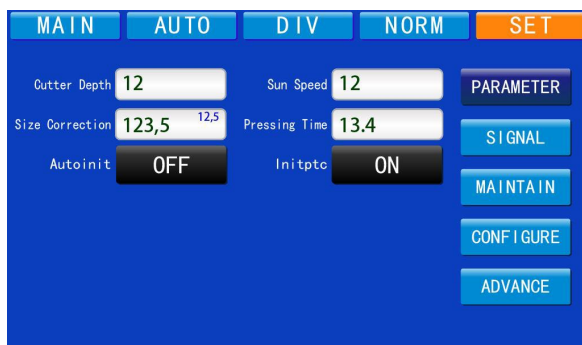 MAIN AUTO DIV NORM SET
Cutter Depth 12 Sun Speed 12 PARAMETER
Size Correction 123,5 12,5 Pressing Time 13.4 SIGNAL
Autoinit OFF Initptc ON
MAINTAIN
CONFIGURE
ADVANCE